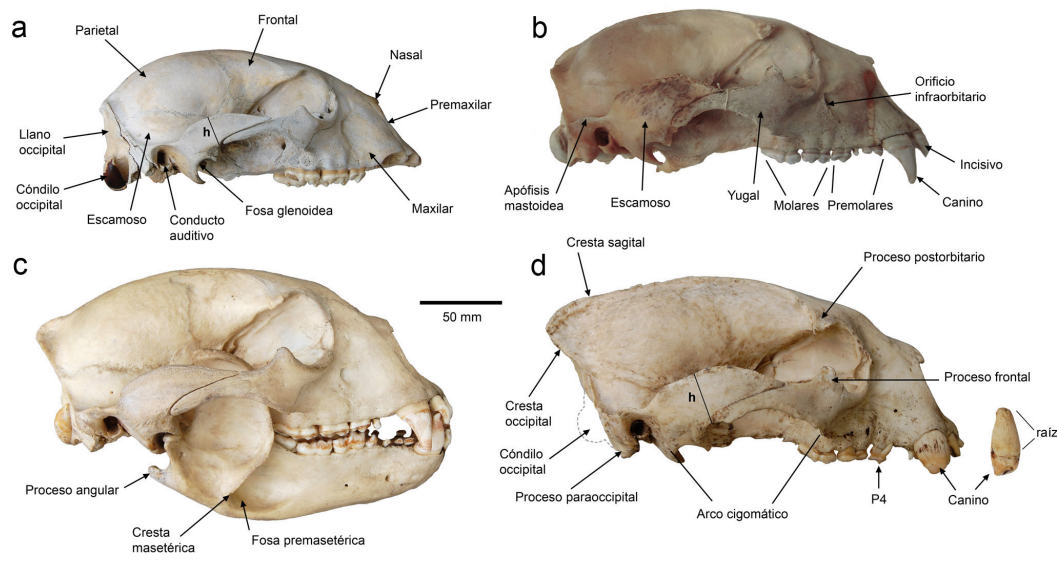 a
Parietal
Frontal
Nasal
Premaxilar
Llano
occipital
h
Cóndilo
occipital
Escamoso
Conducto
auditivo
Fosa glenoidea
Maxilar
b
Orificio
infraorbitario
Apófisis
mastoidea
Escamoso
Yugal
Molares
Premolares
Incisivo
Canino
c
50 mm
Proceso angular
Cresta
masetérica
Fosa premasetérica
d
Cresta sagital
Proceso postorbitario
Proceso frontal
h
Cresta
occipital
Cóndilo
occipital
Proceso paraoccipital
Arco cigomático
P4
Canino
raíz